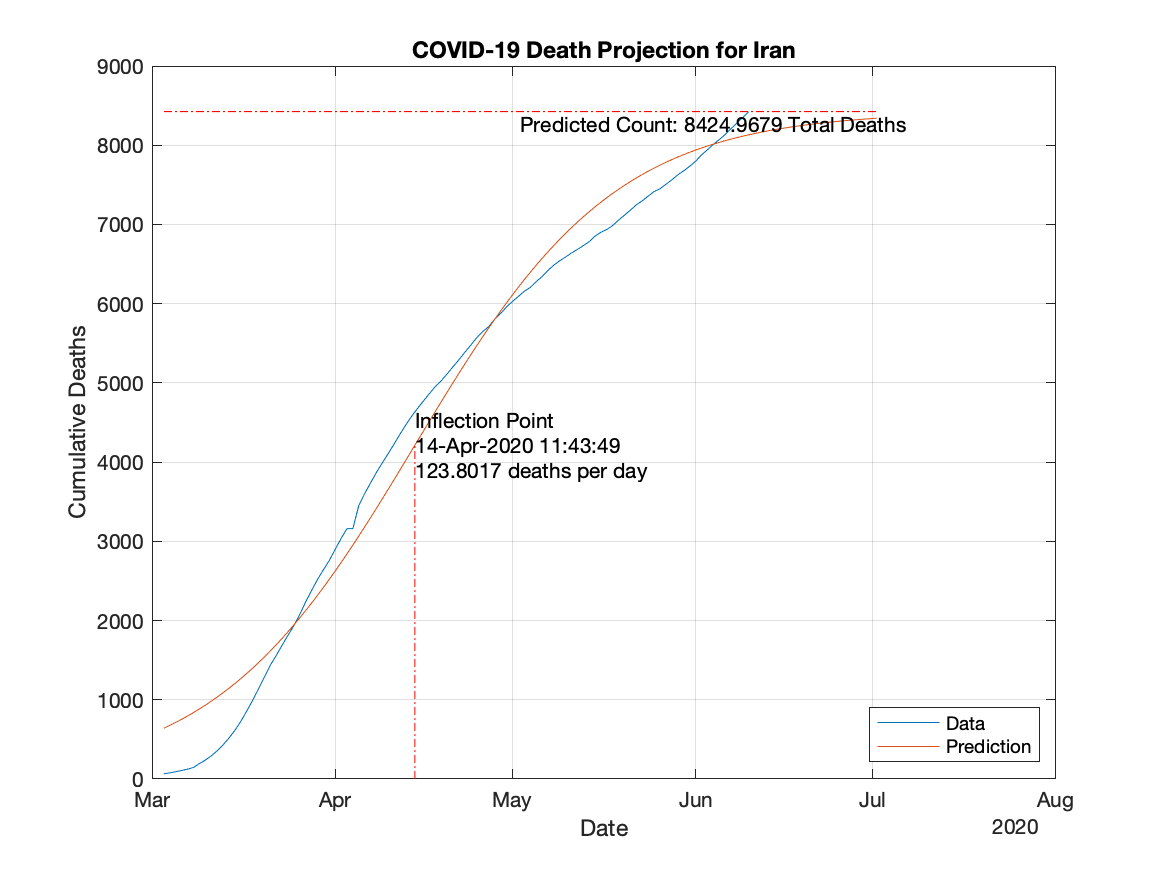 COVID-19 Death Projection for Iran
9000
8000
7000
6000
5000
4000
3000
2000
1000
0
Cumulative Deaths
Predicted Count: 8424.9679 Total Deaths
Inflection Point
14-Apr-2020 11:43:49
123.8017 deaths per day
Data
Prediction
Mar Apr May Jun Jul Aug
Date
2020